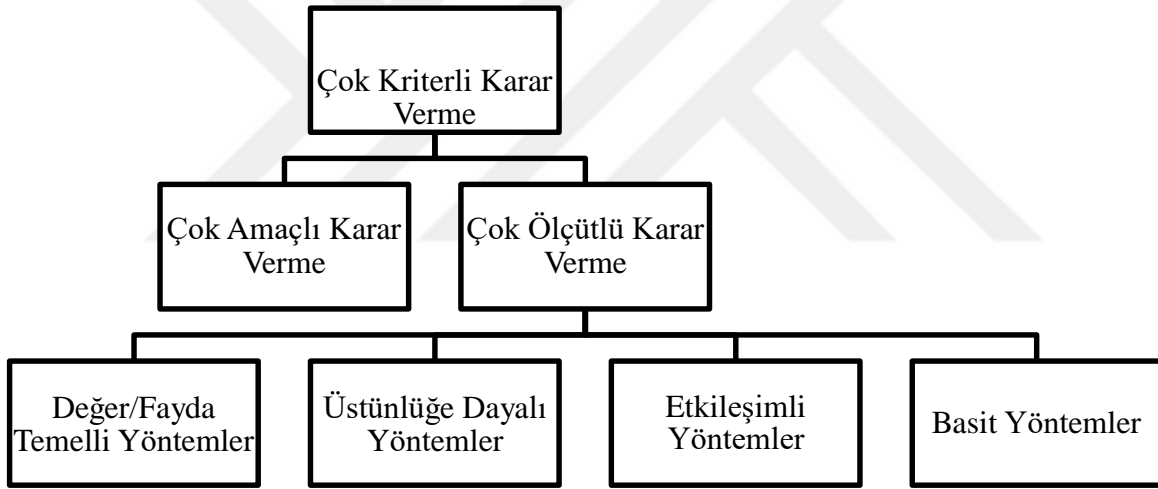 Çok Kriterli Karar
Verme
Çok Amaçlı Karar
Verme
Çok Ölçütlü Karar
Verme
Değer/Fayda
Temelli Yöntemler
Üstünlüğe Dayalı
Yöntemler
Etkileşimli
Yöntemler
Basit Yöntemler